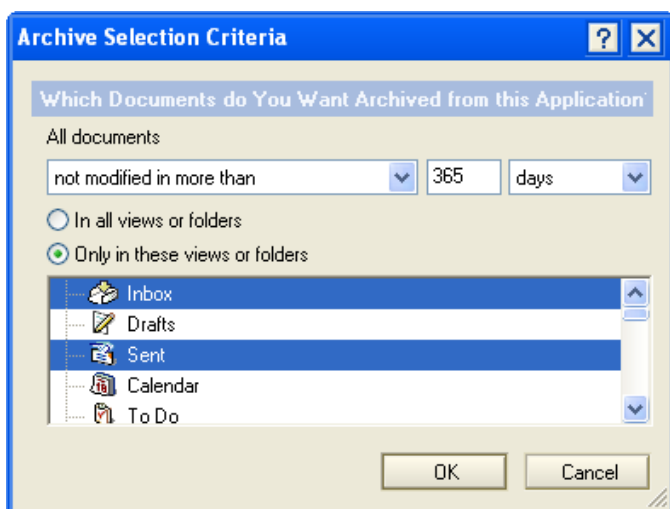 Archive Selection Criteria
Which Documents do You Want Archived from this Application
All documents
not modified in more than 365 days
In all views or folders
Only in these views or folders
Inbox
Drafts
Sent
Calendar
To Do
OK Cancel